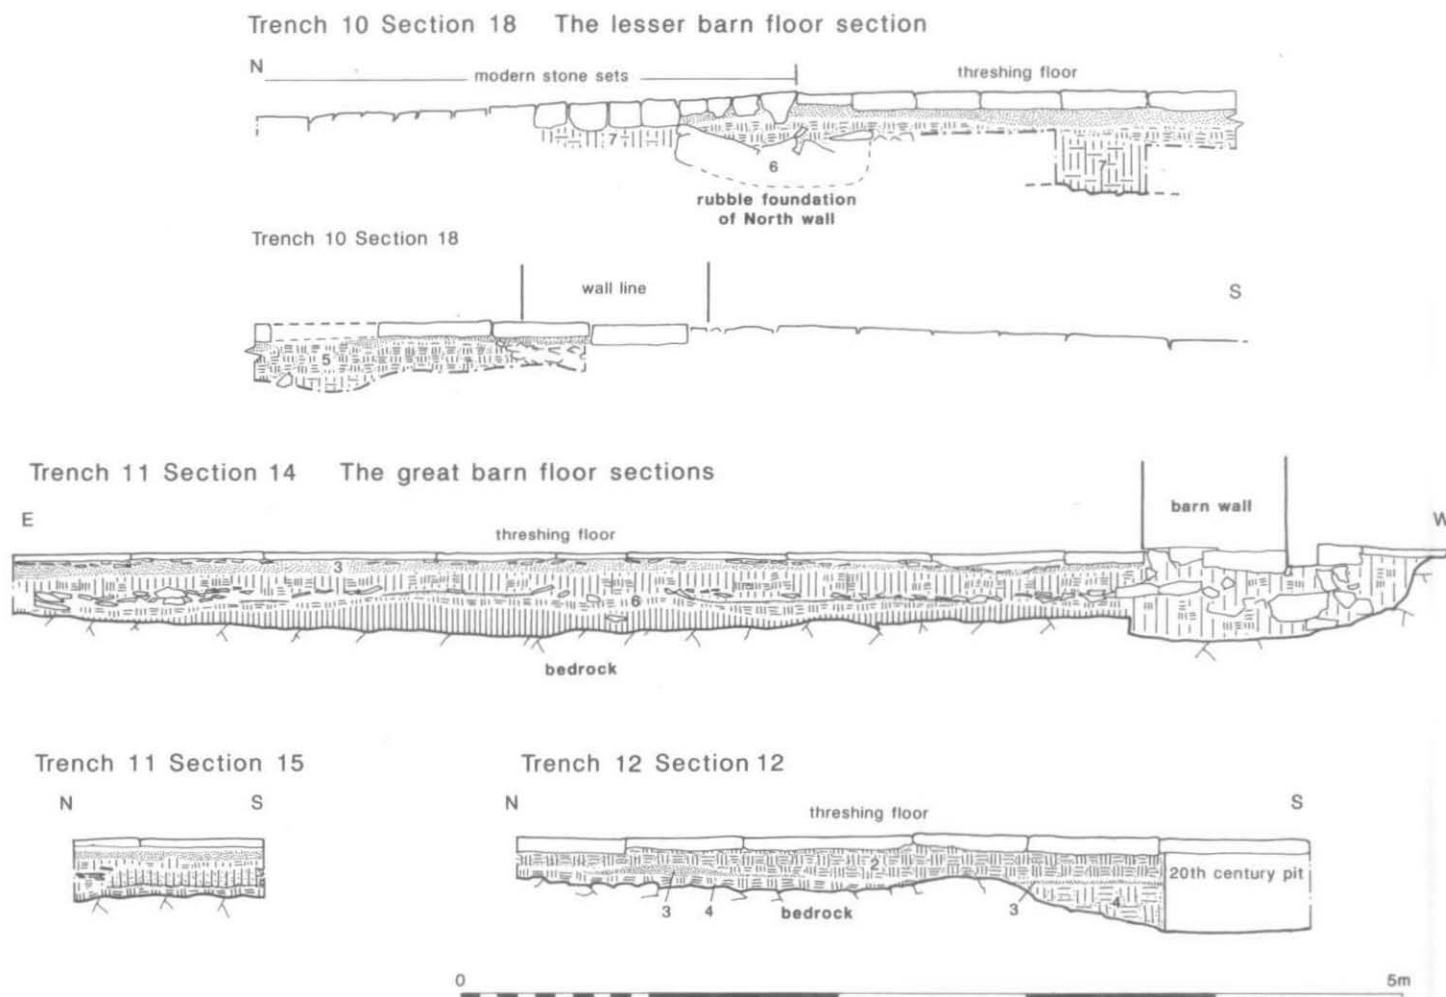 Trench 10 Section 18 The lesser barn floor section
N
modern stone sets
threshing floor
7
6
7
rubble foundation
of North wall
Trench 10 Section 18
wall line
S
5
Trench 11 Section 14 The great barn floor sections
E
threshing floor
barn wall
W
3
6
bedrock
Trench 11 Section 15
N S
Trench 12 Section 12
N
threshing floor
S
2
20th century pit
3 4
bedrock
3
4
0 5m